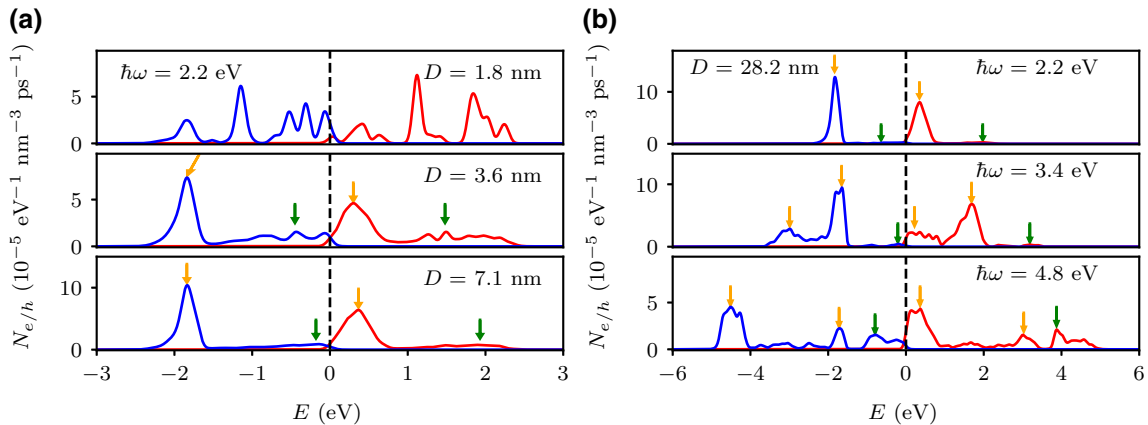 (a)
(b)
ħω = 2.2 eV
D = 1.8 nm
D = 3.6 nm
D = 7.1 nm
5
0
5
0
10
0
−3
−2
−1
0
1
2
3
E (eV)
N_{e/h} (10^{−5} eV^{−1} nm^{−3} ps^{−1})
D = 28.2 nm
ħω = 2.2 eV
ħω = 3.4 eV
ħω = 4.8 eV
10
0
10
0
5
0
−6
−4
−2
0
2
4
6
E (eV)
N_{e/h} (10^{−5} eV^{−1} nm^{−3} ps^{−1})